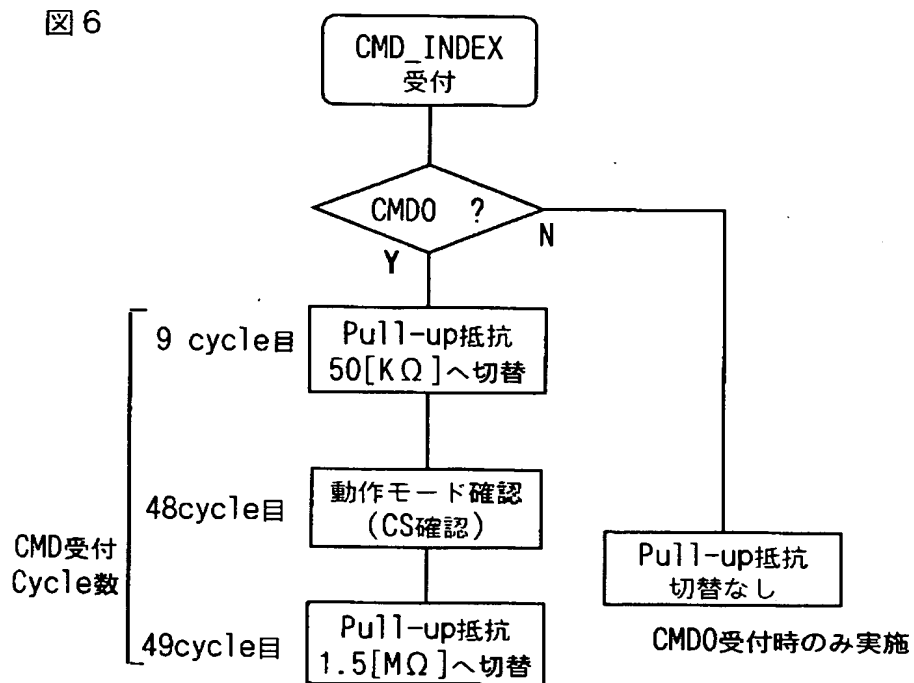 図6
CMD_INDEX
受付
CMD0 ?
N
Y
9 cycle目
Pull-up抵抗
50[KΩ]へ切替
48cycle目
動作モード確認
(CS確認)
CMD受付
Cycle数
Pull-up抵抗
切替なし
49cycle目
Pull-up抵抗
1.5[MΩ]へ切替
CMD0受付時のみ実施